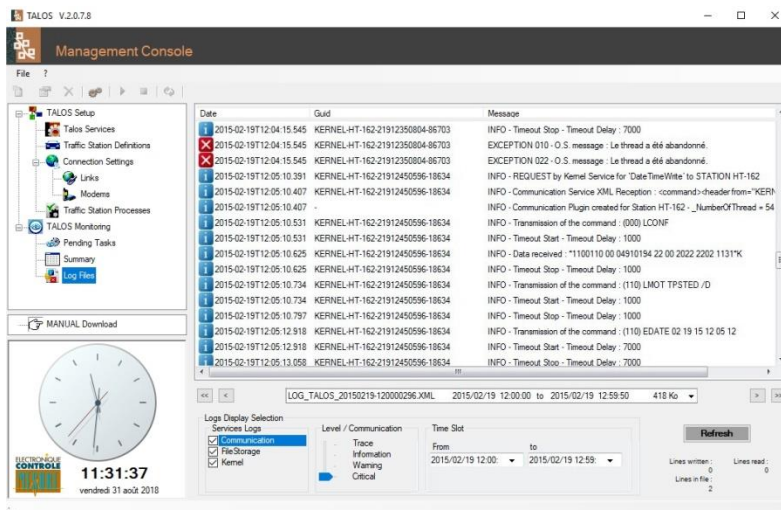 TALOS V.2.0.7.8
Management Console
File ?
TALOS Setup
Talos Services
Traffic Station Definitions
Connection Settings
Links
Modems
Traffic Station Processes
TALOS Monitoring
Pending Tasks
Summary
Log Files
MANUAL Download
ELECTRONIQUE
CONTROLE
MESURE
11:31:37
vendredi 31 août 2018
Date Guid Message
2015-02-19T12:04:15.545 KERNEL-HT-162-21912350804-86703 INFO - Timeout Stop - Timeout Delay : 7000
2015-02-19T12:04:15.545 KERNEL-HT-162-21912350804-86703 EXCEPTION 010 - O.S. message : Le thread a été abandonné.
2015-02-19T12:04:15.545 KERNEL-HT-162-21912350804-86703 EXCEPTION 022 - O.S. message : Le thread a été abandonné.
2015-02-19T12:05:10.391 KERNEL-HT-162-21912450596-18634 INFO - REQUEST by Kernel Service for 'DateTimeWrite' to STATION HT-162
2015-02-19T12:05:10.407 KERNEL-HT-162-21912450596-18634 INFO - Communication Service XML Reception : <command><header from="KERN
2015-02-19T12:05:10.407 - INFO - Communication Plugin created for Station HT-162 - _NumberOfThread = 54
2015-02-19T12:05:10.531 KERNEL-HT-162-21912450596-18634 INFO - Transmission of the command : (000) LCONF
2015-02-19T12:05:10.531 KERNEL-HT-162-21912450596-18634 INFO - Timeout Start - Timeout Delay : 1000
2015-02-19T12:05:10.625 KERNEL-HT-162-21912450596-18634 INFO - Data received : "1100110 00 04910194 22 00 2022 2202 1131"K
2015-02-19T12:05:10.625 KERNEL-HT-162-21912450596-18634 INFO - Timeout Stop - Timeout Delay : 1000
2015-02-19T12:05:10.734 KERNEL-HT-162-21912450596-18634 INFO - Transmission of the command : (110) LMOT TPSTED /D
2015-02-19T12:05:10.734 KERNEL-HT-162-21912450596-18634 INFO - Timeout Start - Timeout Delay : 1000
2015-02-19T12:05:10.797 KERNEL-HT-162-21912450596-18634 INFO - Timeout Stop - Timeout Delay : 1000
2015-02-19T12:05:12.918 KERNEL-HT-162-21912450596-18634 INFO - Transmission of the command : (110) EDATE 02 19 15 12 05 12
2015-02-19T12:05:12.918 KERNEL-HT-162-21912450596-18634 INFO - Timeout Start - Timeout Delay : 7000
2015-02-19T12:05:13.058 KERNEL-HT-162-21912450596-18634 INFO - Timeout Stop - Timeout Delay : 7000
<< < LOG_TALOS_20150219-120000296.XML 2015/02/19 12:00:00 to 2015/02/19 12:59:50 418 Ko > >>
Logs Display Selection
Services Logs
Communication
FileStorage
Kernel
Level / Communication
Trace
Information
Warning
Critical
Time Slot
From to
2015/02/19 12:00: 2015/02/19 12:59:
Refresh
Lines written : 0
Lines read : 0
Lines in file : 2